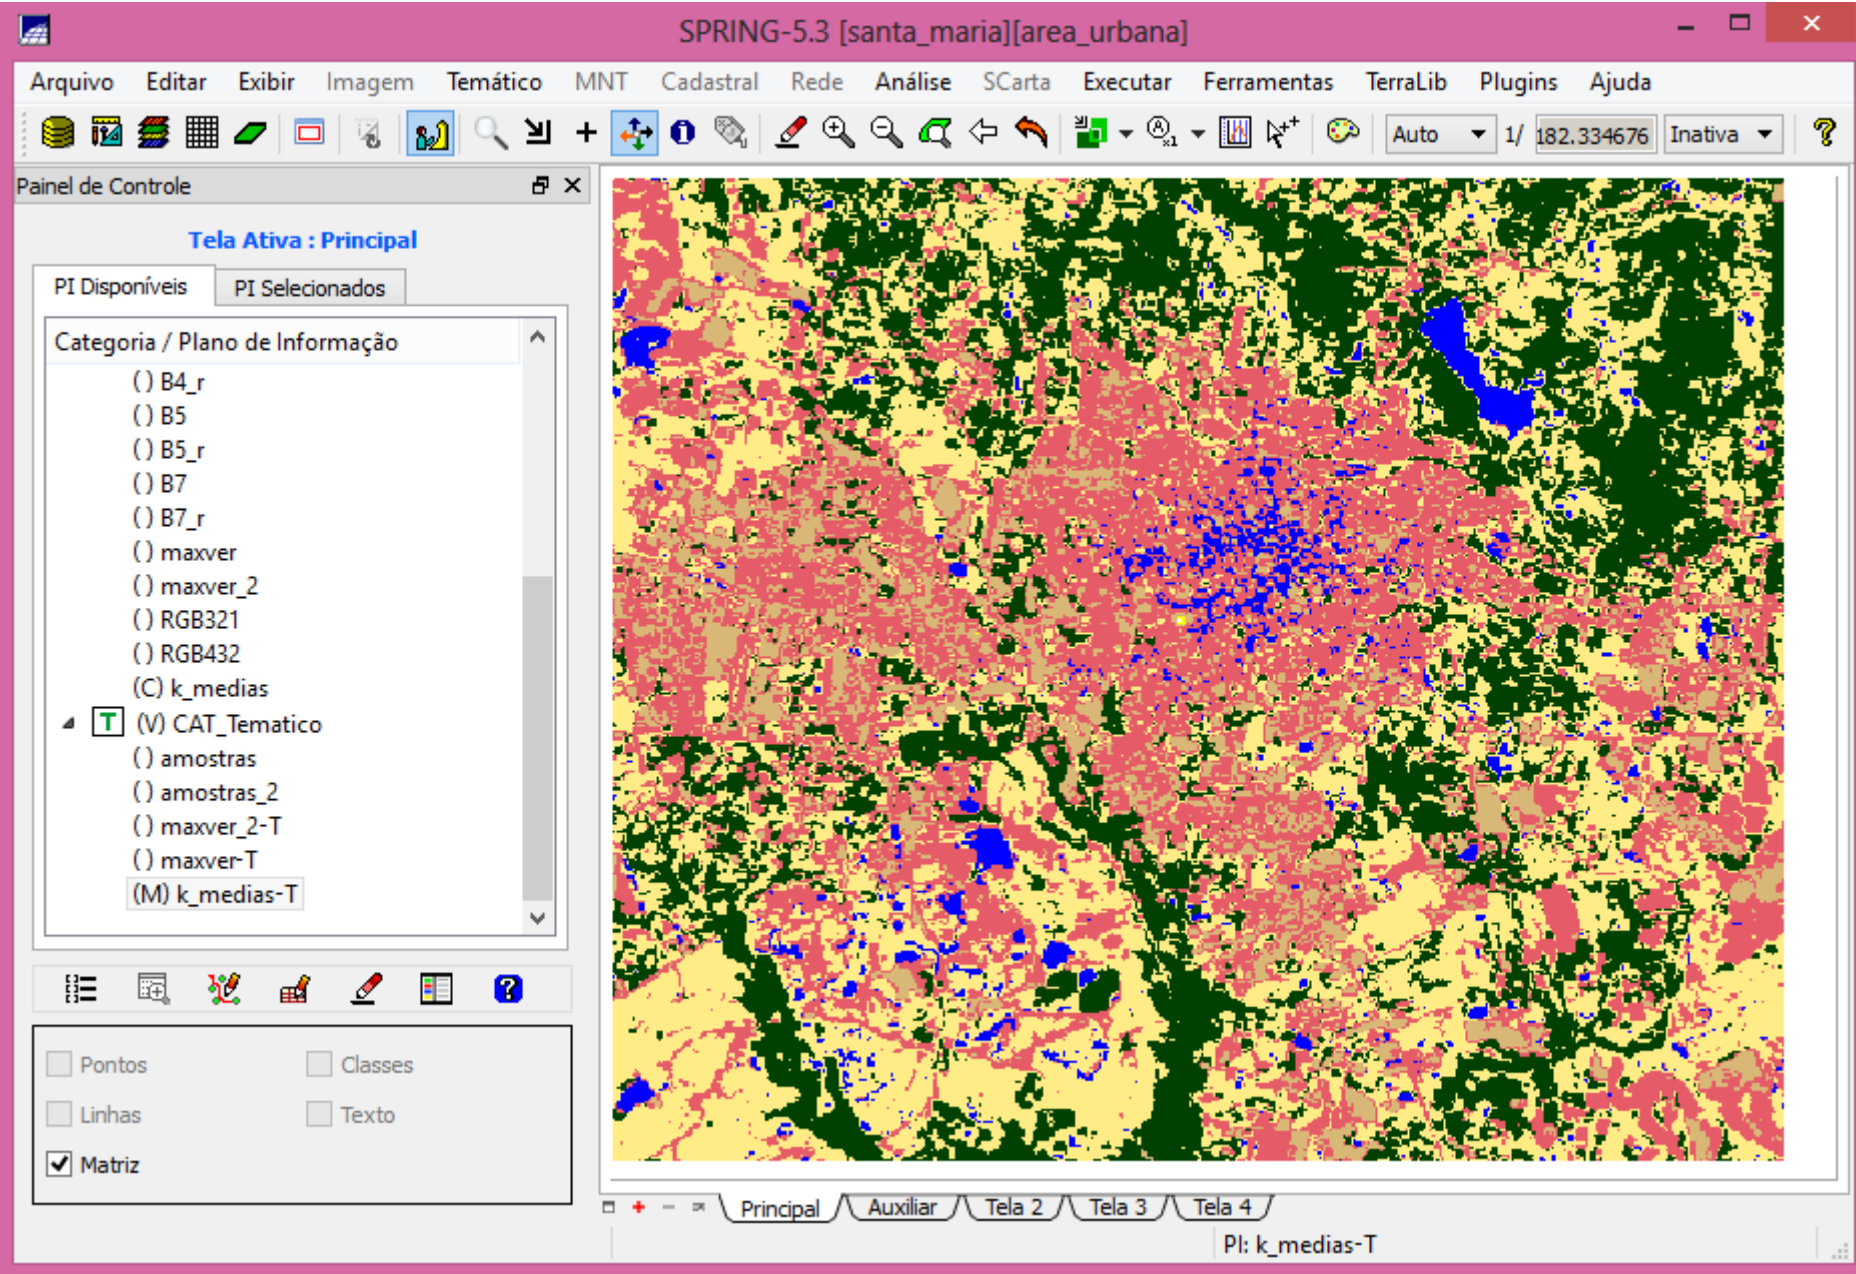 SPRING-5.3 [santa_maria][area_urbana]
Arquivo Editar Exibir Imagem Temático MNT Cadastral Rede Análise SCarta Executar Ferramentas TerraLib Plugins Ajuda
Auto 1/ 182.334676 Inativa
Painel de Controle
Tela Ativa : Principal
PI Disponíveis PI Selecionados
Categoria / Plano de Informação
() B4_r
() B5
() B5_r
() B7
() B7_r
() maxver
() maxver_2
() RGB321
() RGB432
(C) k_medias
T (V) CAT_Tematico
() amostras
() amostras_2
() maxver_2-T
() maxver-T
(M) k_medias-T
Pontos Classes
Linhas Texto
Matriz
Principal Auxiliar Tela 2 Tela 3 Tela 4
PI: k_medias-T